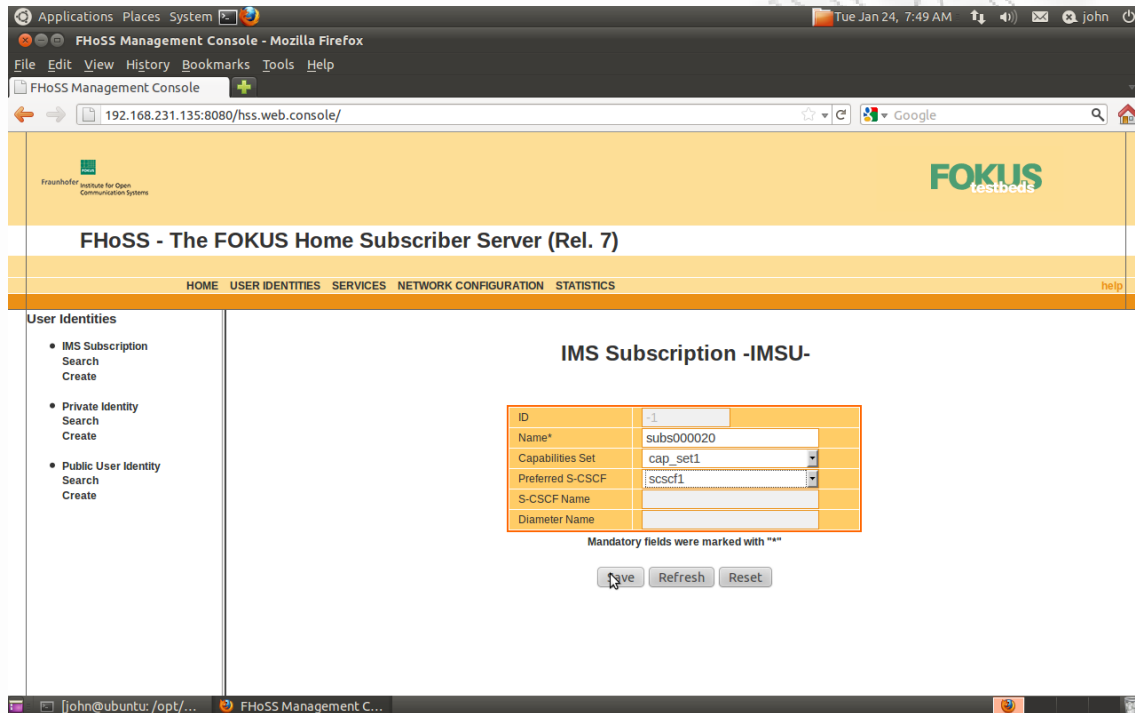 Applications Places System Tue Jan 24, 7:49 AM john
FHoSS Management Console - Mozilla Firefox
File Edit View History Bookmarks Tools Help
FHoSS Management Console
192.168.231.135:8080/hss.web.console/ Google
Fraunhofer Institute for Open
Communication Systems
FOKUS
FOKUS
testbeds
FHoSS - The FOKUS Home Subscriber Server (Rel. 7)
HOME USER IDENTITIES SERVICES NETWORK CONFIGURATION STATISTICS help
User Identities
IMS Subscription
Search
Create
Private Identity
Search
Create
Public User Identity
Search
Create
IMS Subscription -IMSU-
ID -1
Name* subs000020
Capabilities Set cap_set1
Preferred S-CSCF scscf1
S-CSCF Name
Diameter Name
Mandatory fields were marked with "*"
Save Refresh Reset
[john@ubuntu: /opt/... FHoSS Management C...